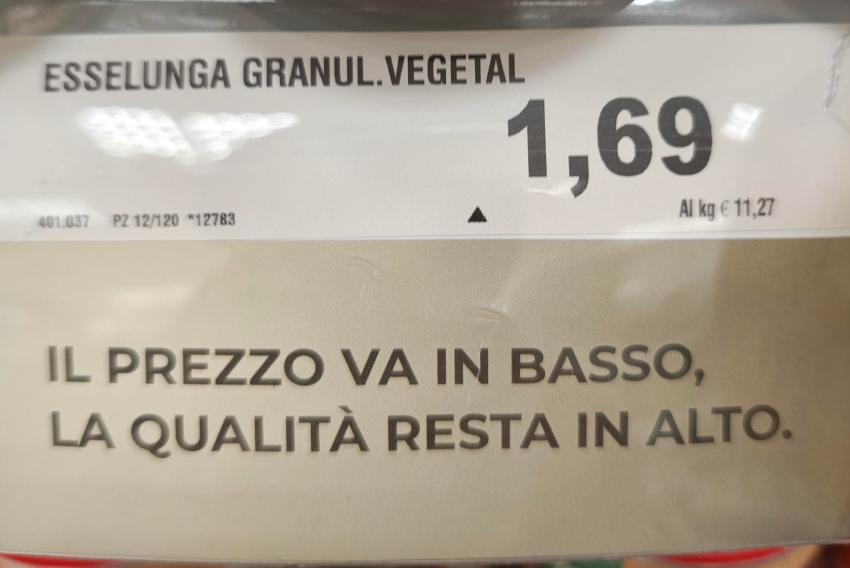 ESSELUNGA GRANUL.VEGETAL
1,69
401.037 PZ 12/120 *12783 ▲ Al kg € 11,27
IL PREZZO VA IN BASSO,
LA QUALITÀ RESTA IN ALTO.